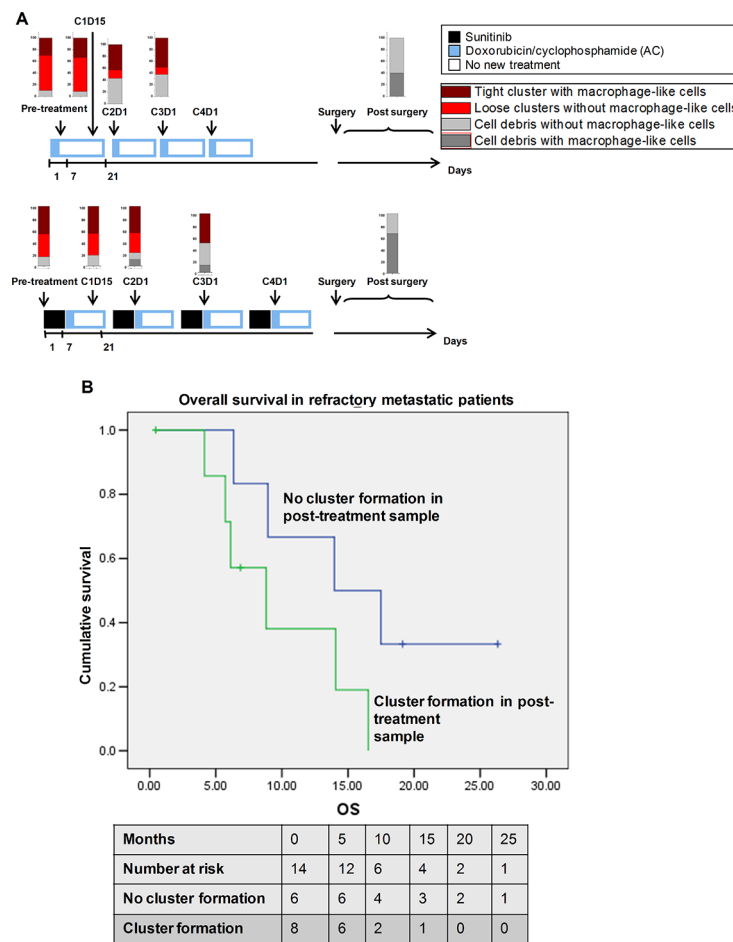 A
C1D15
Pre-treatment
C2D1
C3D1
C4D1
Surgery
Post surgery
1
7
21
Days
Sunitinib
Doxorubicin/cyclophosphamide (AC)
No new treatment
Tight cluster with macrophage-like cells
Loose clusters without macrophage-like cells
Cell debris without macrophage-like cells
Cell debris with macrophage-like cells
Pre-treatment
C1D15
C2D1
C3D1
C4D1
Surgery
Post surgery
1
7
21
Days
B
Overall survival in refractory metastatic patients
Cumulative survival
1.0
0.8
0.6
0.4
0.2
0.0
No cluster formation in
post-treatment sample
Cluster formation in post-
treatment
sample
0.00 5.00 10.00 15.00 20.00 25.00 30.00
OS
Months 0 5 10 15 20 25
Number at risk 14 12 6 4 2 1
No cluster formation 6 6 4 3 2 1
Cluster formation 8 6 2 1 0 0